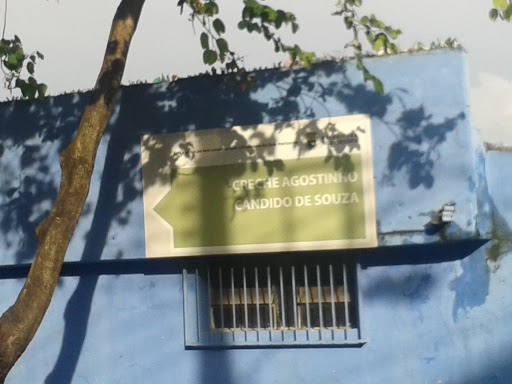 CRECHE AGOSTINHO
CANDIDO DE SOUZA